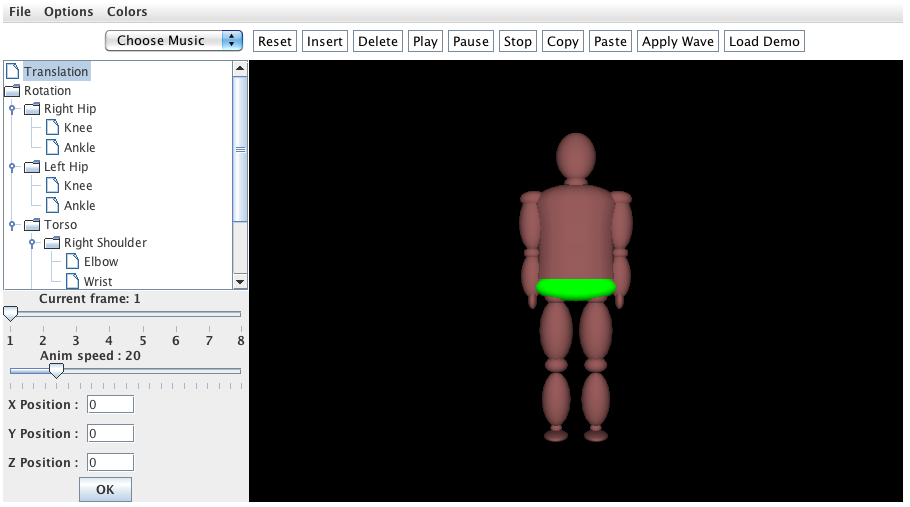 File Options Colors
Choose Music Reset Insert Delete Play Pause Stop Copy Paste Apply Wave Load Demo
Translation
Rotation
Right Hip
Knee
Ankle
Left Hip
Knee
Ankle
Torso
Right Shoulder
Elbow
Wrist
Current frame: 1
1 2 3 4 5 6 7 8
Anim speed : 20
X Position : 0
Y Position : 0
Z Position : 0
OK